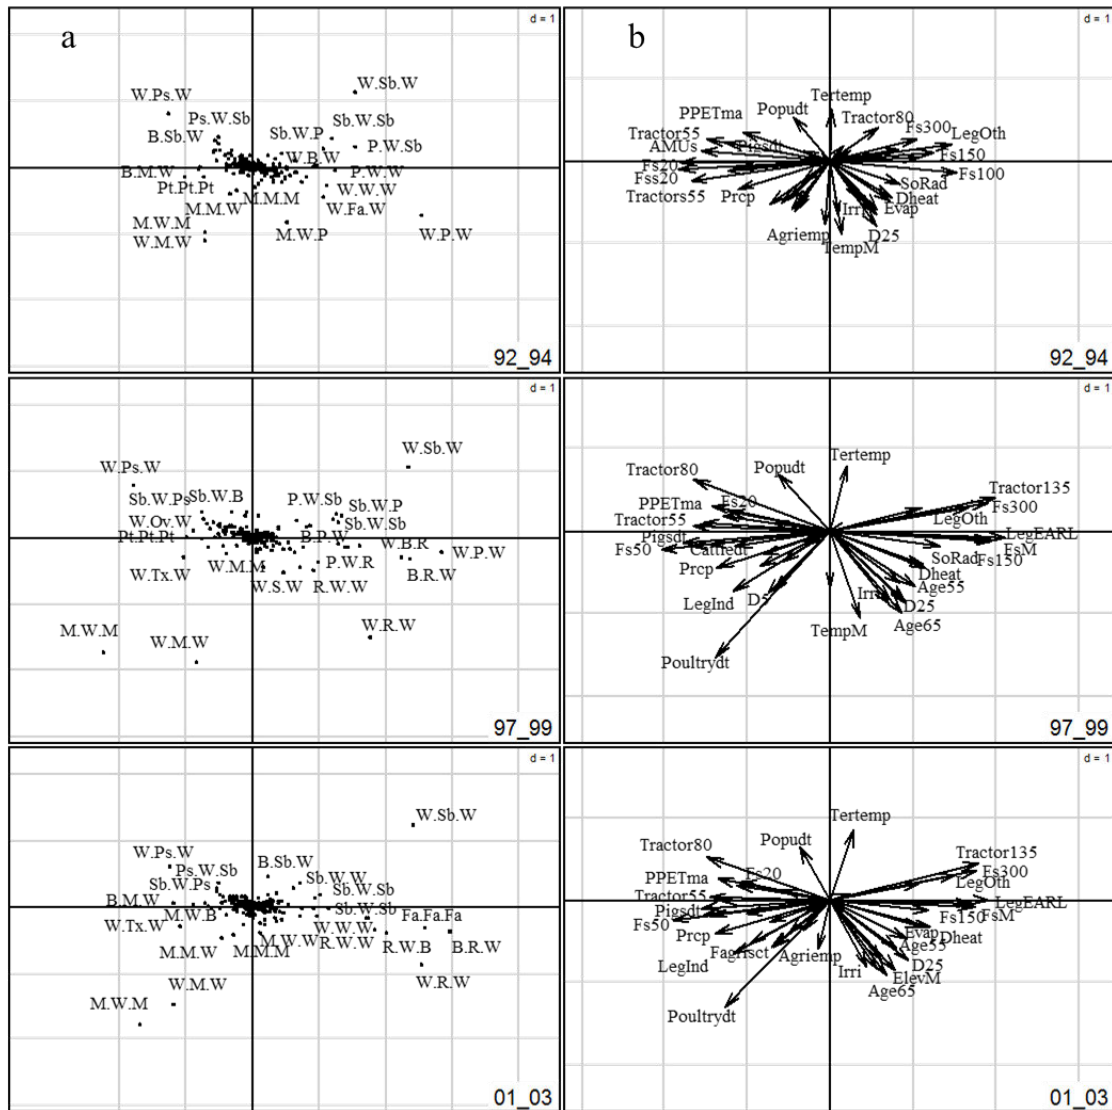 a
d = 1
W.Sb.W
W.Ps.W
Ps.W.Sb
Sb.W.Sb
B.Sb.W
Sb.W.P
P.W.Sb
W.B.W
B.M.W
P.W.W
Pt.Pt.Pt
W.W.W
M.M.W
M.M.M
W.Fa.W
M.W.M
M.W.P
W.P.W
W.M.W
92_94
b
d = 1
Tertemp
Popudt
PPETma
Tractor80
Fs300
Tractor55
LegOth
AMUs
Pigsdt
Fs150
Fs20
Fs100
Fss20
SoRad
Tractors55
Prcp
Dheat
Irri
Evap
Agriemp
D25
TempM
92_94
d = 1
W.Sb.W
W.Ps.W
Sb.W.Ps
Sb.W.B
P.W.Sb
Sb.W.P
W.Ov.W
Sb.W.Sb
Pt.Pt.Pt
B.P.W
W.B.R
W.P.W
W.Tx.W
W.M.M
P.W.R
B.R.W
W.S.W
R.W.W
M.W.M
W.R.W
W.M.W
97_99
d = 1
Tertemp
Tractor80
Popudt
Tractor135
PPETma
Fs20
Fs300
LegOth
Tractor55
LegEARL
Pigsdt
FsM
Fs50
Cattledt
SoRad
Fs150
Prcp
Dheat
Age55
LegInd
D5
Irri
D25
TempM
Age65
Poultrydt
97_99
d = 1
W.Sb.W
W.Ps.W
B.Sb.W
Ps.W.Sb
Sb.W.W
Sb.W.Ps
Sb.W.Sb
B.M.W
M.W.B
Sb.W.Sb
Fa.Fa.Fa
W.Tx.W
W.W.W
M.W.W
R.W.W
R.W.B
B.R.W
M.M.W
M.M.M
W.M.W
W.R.W
M.W.M
01_03
d = 1
Tertemp
Tractor80
Popudt
Tractor135
PPETma
Fs20
Fs300
LegOth
Tractor55
LegEARL
Pigsdt
Fs150
FsM
Fs50
Prcp
Evap
Dheat
Age55
Fagrisct
Agriemp
LegInd
Irri
D25
ElevM
Age65
Poultrydt
01_03